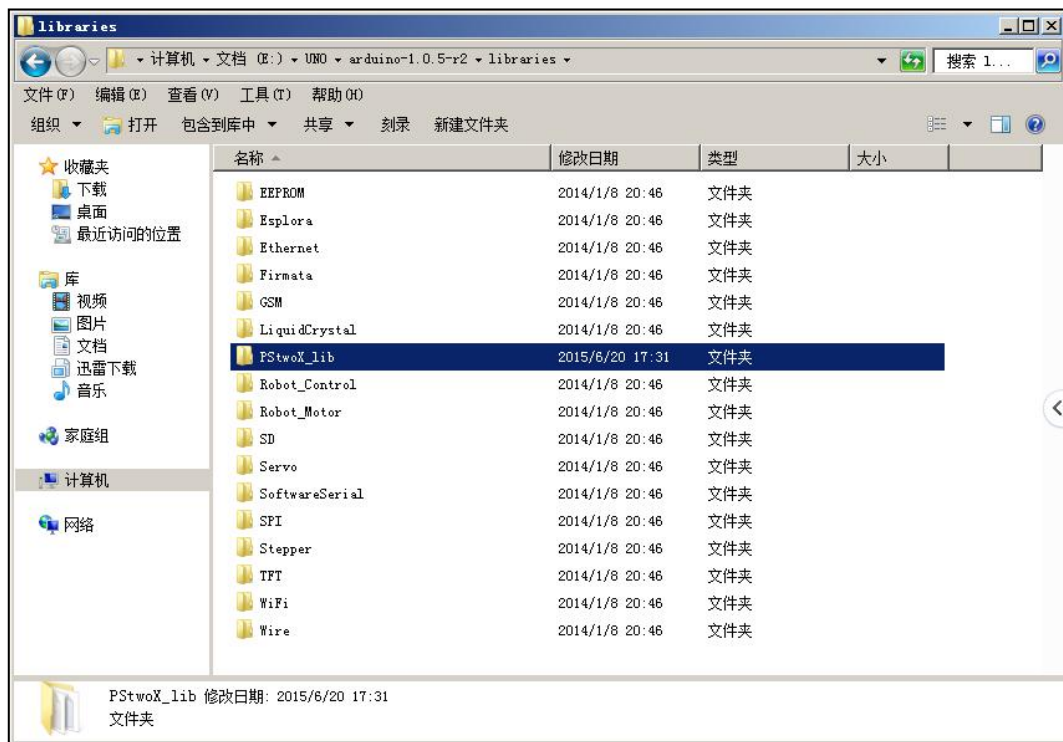 libraries
计算机 文档 (E:) UNO arduino-1.0.5-r2 libraries 搜索 1...
文件(F) 编辑(E) 查看(V) 工具(T) 帮助(H)
组织 打开 包含到库中 共享 刻录 新建文件夹
收藏夹
下载
桌面
最近访问的位置
库
视频
图片
文档
迅雷下载
音乐
家庭组
计算机
网络
名称 修改日期 类型 大小
EEPROM 2014/1/8 20:46 文件夹
Esplora 2014/1/8 20:46 文件夹
Ethernet 2014/1/8 20:46 文件夹
Firmata 2014/1/8 20:46 文件夹
GSM 2014/1/8 20:46 文件夹
LiquidCrystal 2014/1/8 20:46 文件夹
PStwoX_lib 2015/6/20 17:31 文件夹
Robot_Control 2014/1/8 20:46 文件夹
Robot_Motor 2014/1/8 20:46 文件夹
SD 2014/1/8 20:46 文件夹
Servo 2014/1/8 20:46 文件夹
SoftwareSerial 2014/1/8 20:46 文件夹
SPI 2014/1/8 20:46 文件夹
Stepper 2014/1/8 20:46 文件夹
TFT 2014/1/8 20:46 文件夹
WiFi 2014/1/8 20:46 文件夹
Wire 2014/1/8 20:46 文件夹
PStwoX_lib 修改日期: 2015/6/20 17:31
文件夹